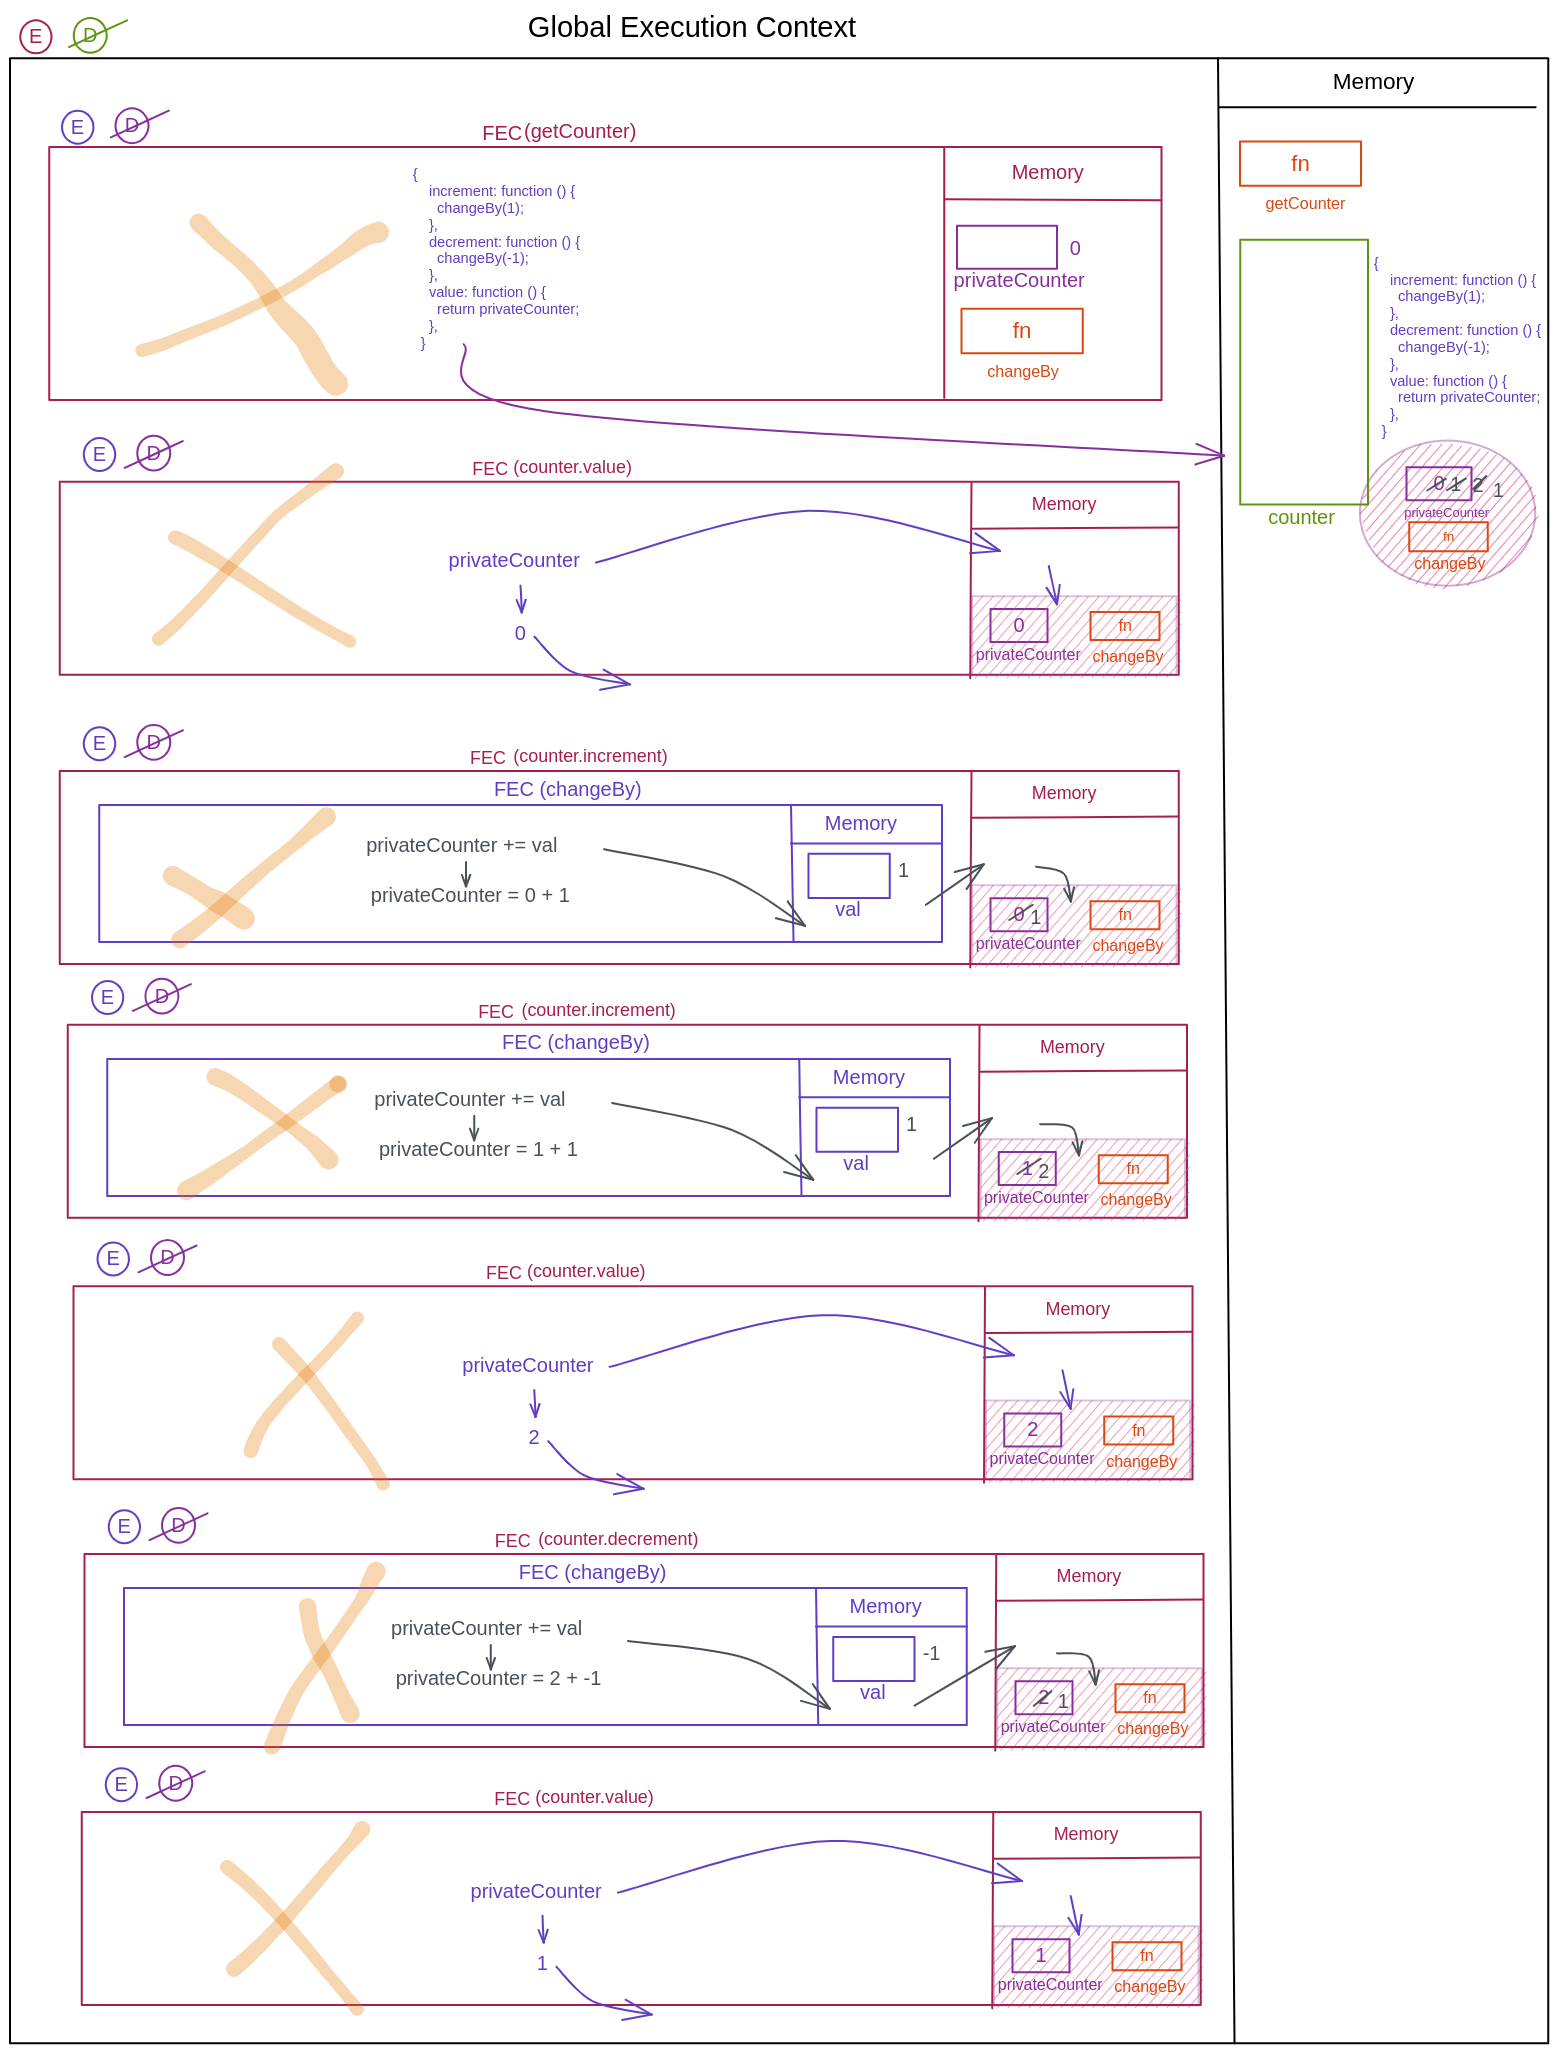 Global Execution Context
E D
Memory
E D
FEC (getCounter)
{
increment: function () {
changeBy(1);
},
decrement: function () {
changeBy(-1);
},
value: function () {
return privateCounter;
},
}
Memory
0
privateCounter
fn
changeBy
fn
getCounter
{
increment: function () {
changeBy(1);
},
decrement: function () {
changeBy(-1);
},
value: function () {
return privateCounter;
},
}
counter
0 1 2 1
privateCounter
fn
changeBy
E D
FEC (counter.value)
Memory
privateCounter
0
0 fn
privateCounter changeBy
E D
FEC (counter.increment)
FEC (changeBy)
Memory
Memory
privateCounter += val
1
privateCounter = 0 + 1
val
0 1 fn
privateCounter changeBy
E D
FEC (counter.increment)
FEC (changeBy)
Memory
Memory
privateCounter += val
1
privateCounter = 1 + 1
val
1 2 fn
privateCounter changeBy
E D
FEC (counter.value)
Memory
privateCounter
2
2 fn
privateCounter changeBy
E D
FEC (counter.decrement)
FEC (changeBy)
Memory
Memory
privateCounter += val
-1
privateCounter = 2 + -1
val
2 1 fn
privateCounter changeBy
E D
FEC (counter.value)
Memory
privateCounter
1
1 fn
privateCounter changeBy